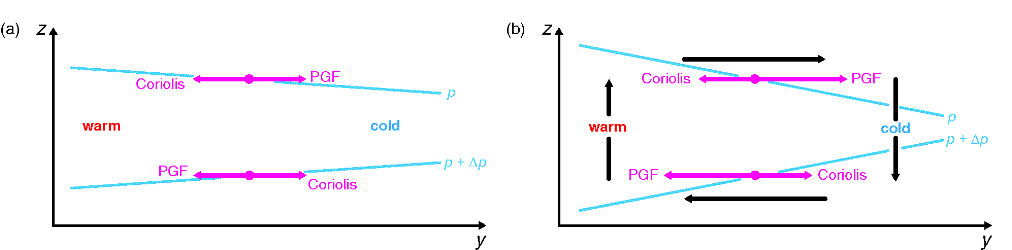 (a)
z
Coriolis
PGF
p
warm
cold
p + Δp
PGF
Coriolis
y
(b)
z
Coriolis
PGF
p
warm
cold
p + Δp
PGF
Coriolis
y